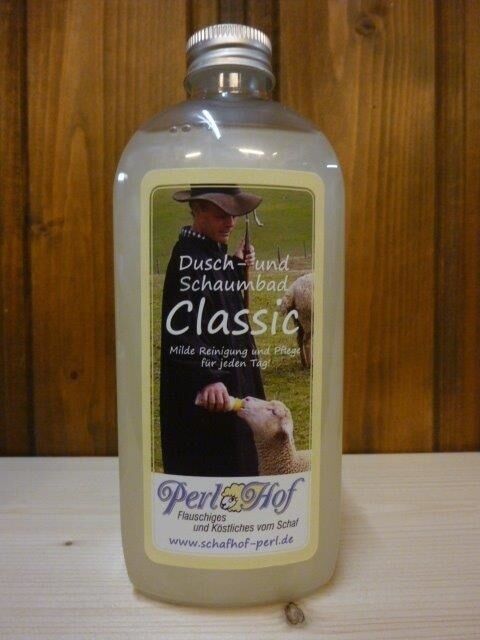 Dusch- und
Schaumbad
Classic
Milde Reinigung und Pflege
für jeden Tag!
Perl Hof
Flauschiges
und Köstliches vom Schaf
www.schafhof-perl.de